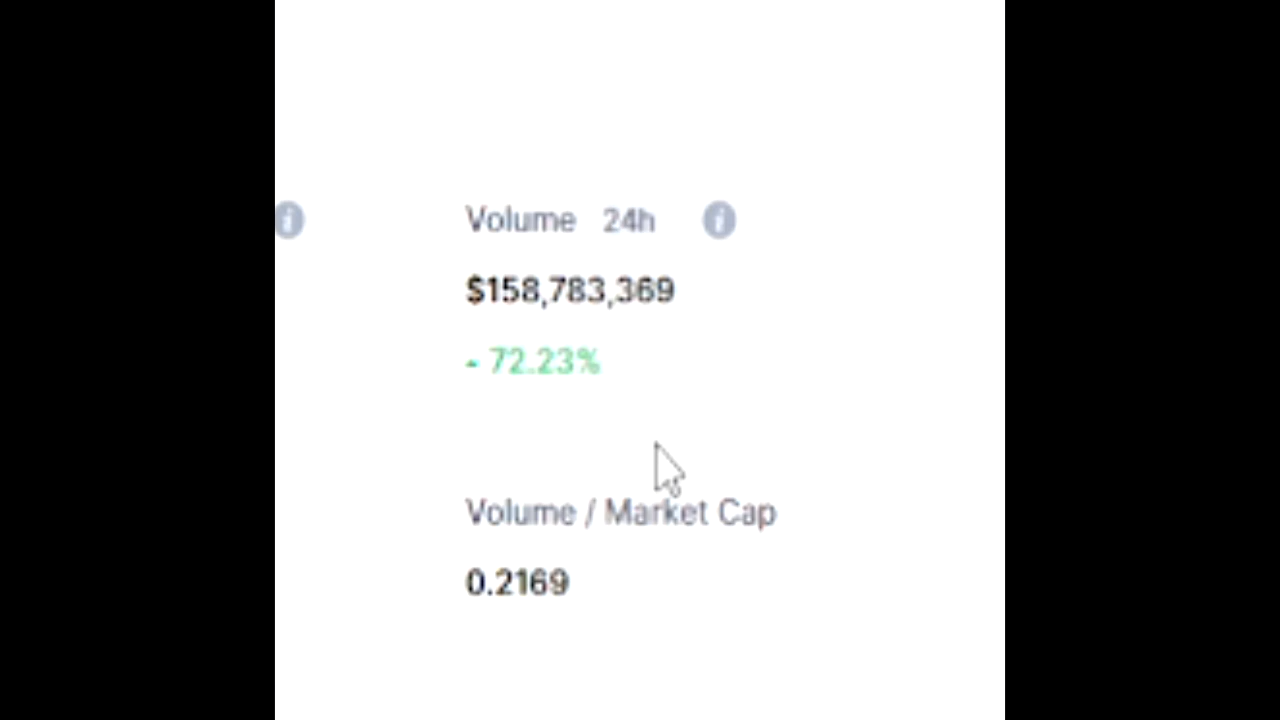 Volume 24h
$158,783,369
72.23%
Volume / Market Cap
0.2169